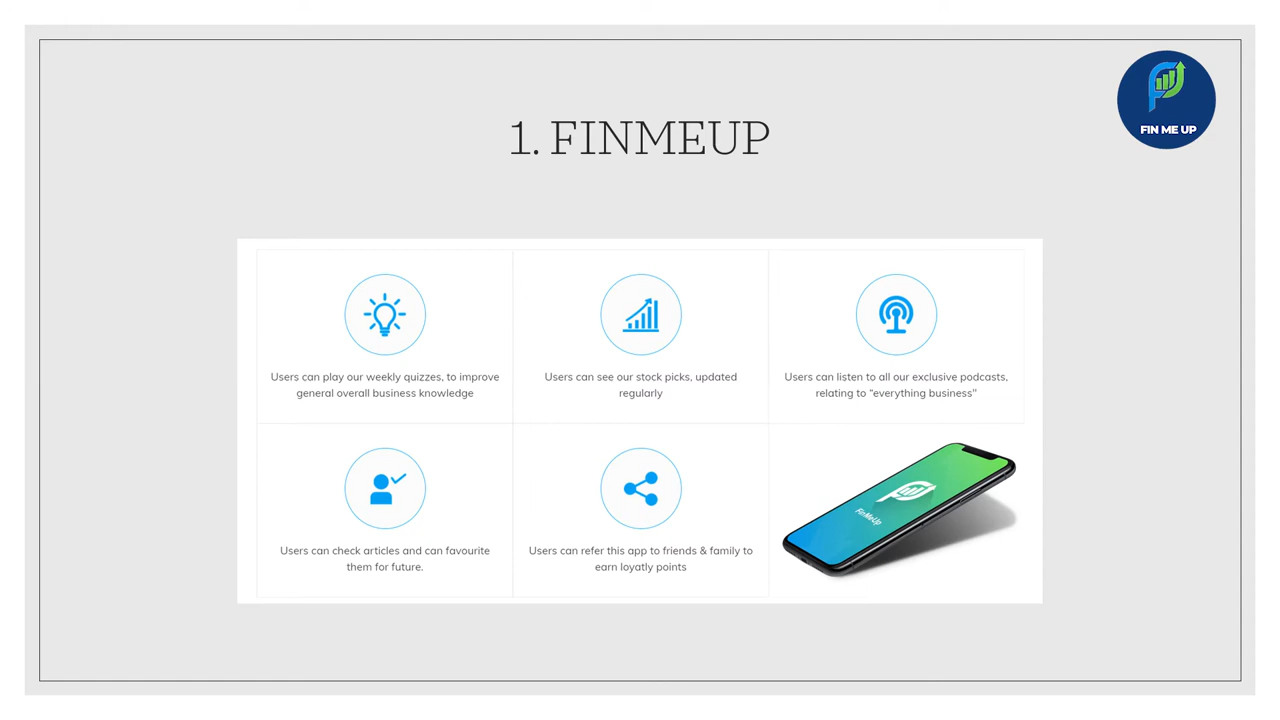 FIN ME UP
1. FINMEUP
Users can play our weekly quizzes, to improve
general overall business knowledge
Users can see our stock picks, updated
regularly
Users can listen to all our exclusive podcasts,
relating to "everything business"
Users can check articles and can favourite
them for future.
Users can refer this app to friends & family to
earn loyatly points
FinMeUp